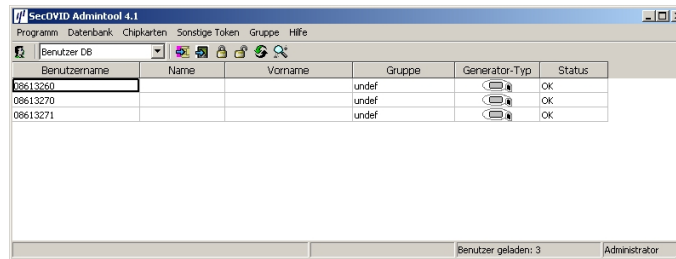 SecOVID Admintool 4.1
Programm Datenbank Chipkarten Sonstige Token Gruppe Hilfe
Benutzer DB
Benutzername Name Vorname Gruppe Generator-Typ Status
08613260 undef OK
08613270 undef OK
08613271 undef OK
Benutzer geladen: 3 Administrator